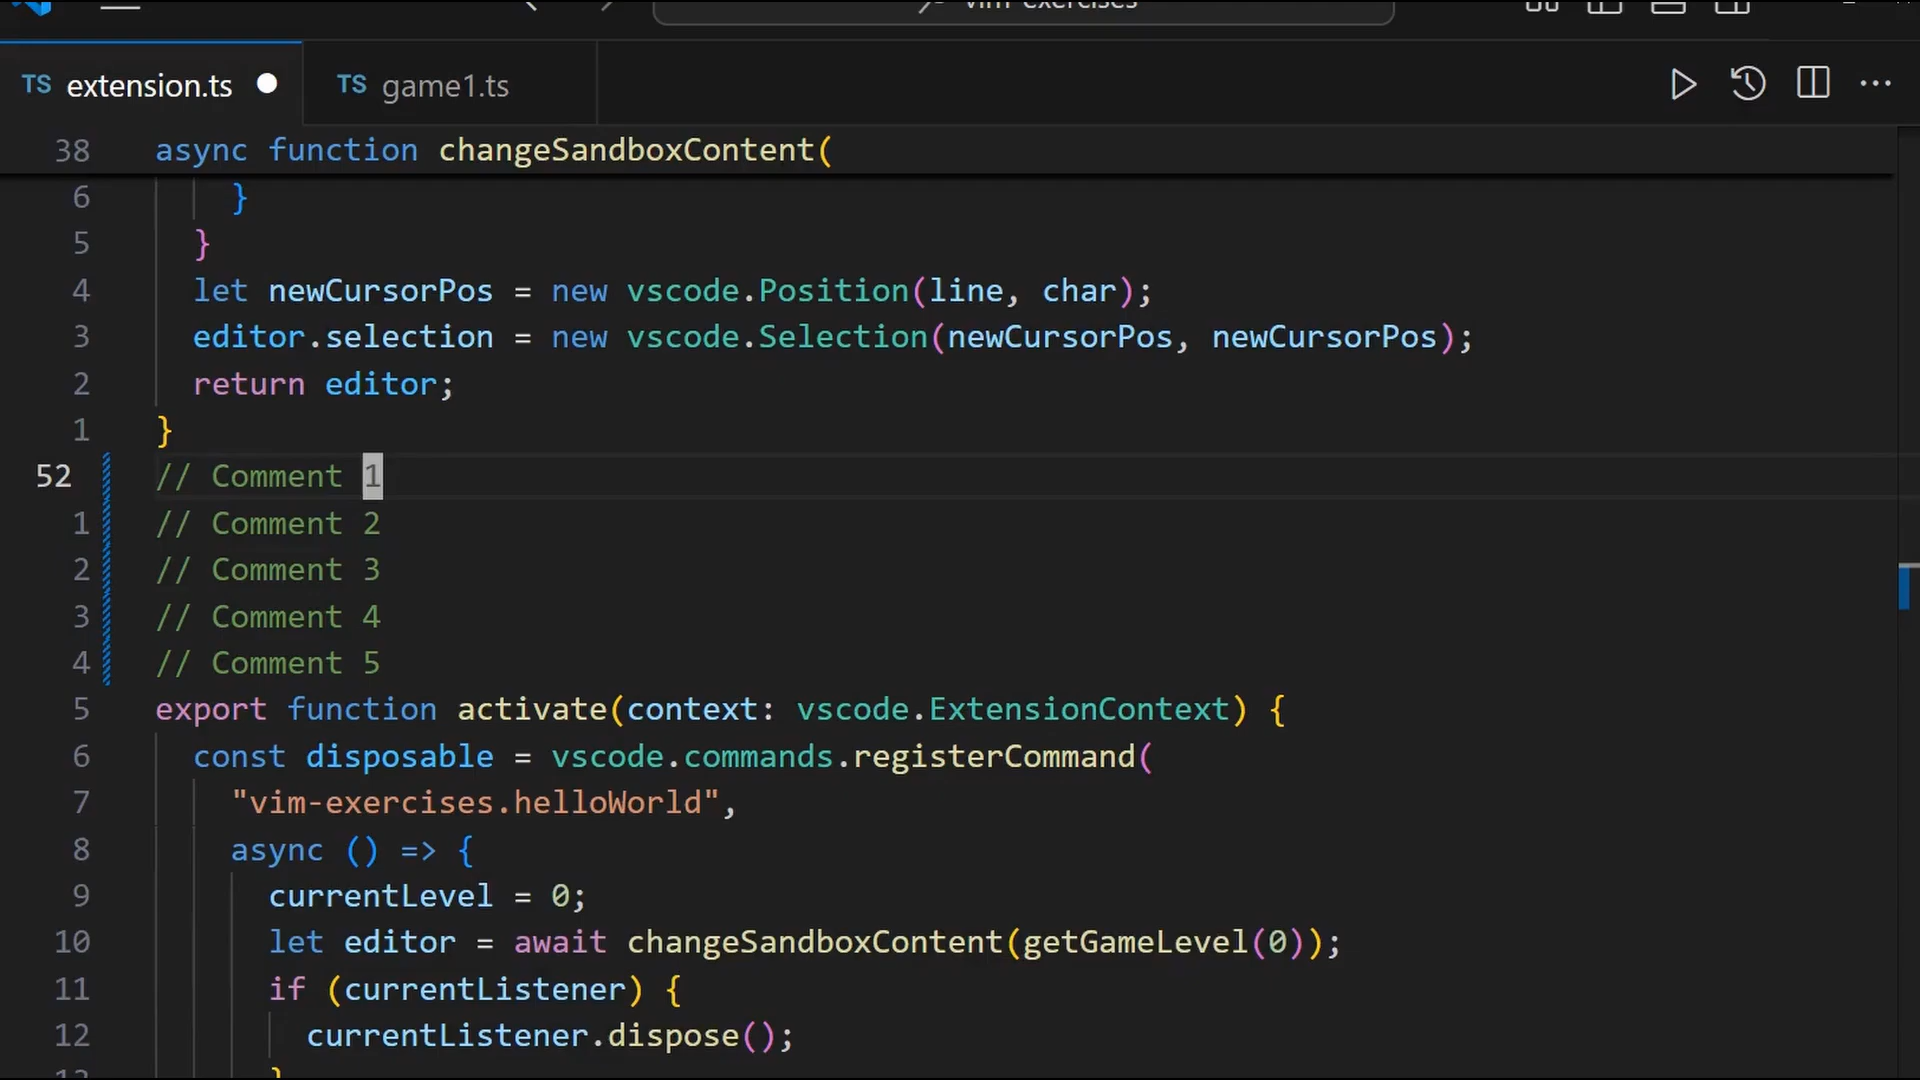 vim-exercises
TS extension.ts TS game1.ts
38 async function changeSandboxContent(
6 }
5 }
4 let newCursorPos = new vscode.Position(line, char);
3 editor.selection = new vscode.Selection(newCursorPos, newCursorPos);
2 return editor;
1 }
52 // Comment 1
1 // Comment 2
2 // Comment 3
3 // Comment 4
4 // Comment 5
5 export function activate(context: vscode.ExtensionContext) {
6 const disposable = vscode.commands.registerCommand(
7 "vim-exercises.helloWorld",
8 async () => {
9 currentLevel = 0;
10 let editor = await changeSandboxContent(getGameLevel(0));
11 if (currentListener) {
12 currentListener.dispose();
13 }